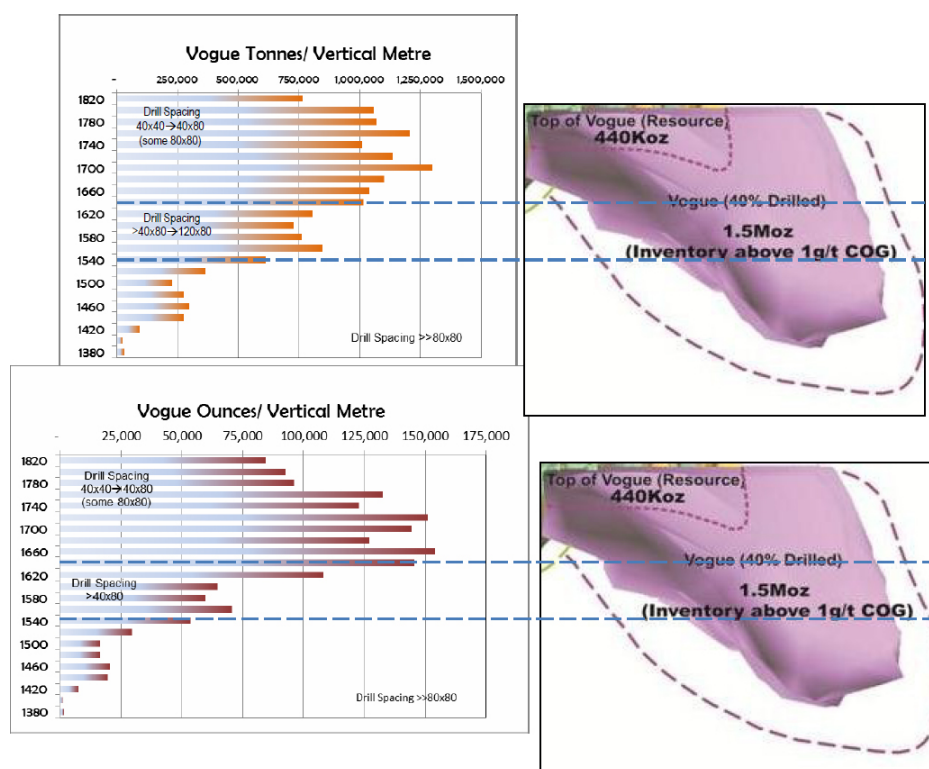 Vogue Tonnes/ Vertical Metre
- 250,000 500,000 750,000 1,000,000 1,250,000 1,500,000
1820
1780
1740
1700
1660
1620
1580
1540
1500
1460
1420
1380
Drill Spacing
40x40→40x80
(some 80x80)
Drill Spacing
>40x80→120x80
Drill Spacing >>80x80
Top of Vogue (Resource)
440Koz
Vogue (40% Drilled)
1.5Moz
(Inventory above 1g/t COG)
Vogue Ounces/ Vertical Metre
- 25,000 50,000 75,000 100,000 125,000 150,000 175,000
1820
1780
1740
1700
1660
1620
1580
1540
1500
1460
1420
1380
Drill Spacing
40x40→40x80
(some 80x80)
Drill Spacing
>40x80
Drill Spacing >>80x80
Top of Vogue (Resource)
440Koz
Vogue (40% Drilled)
1.5Moz
(Inventory above 1g/t COG)